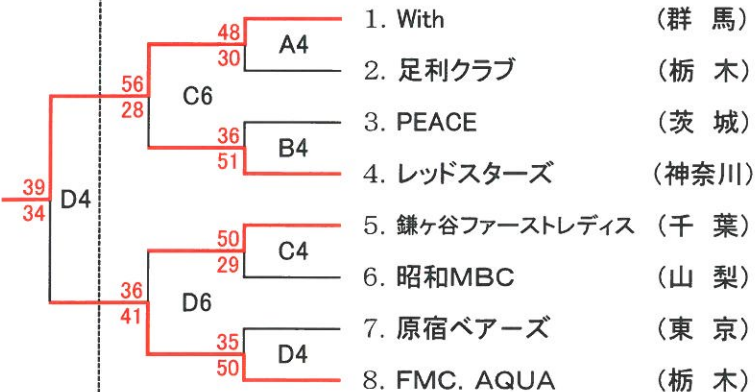 48 1. With (群 馬)
A4
30 2. 足利クラブ (栃 木)
56
C6
28
36 3. PEACE (茨 城)
B4
51 4. レッドスターズ (神奈川)
39
D4
34
50 5. 鎌ヶ谷ファーストレディス (千 葉)
C4
29 6. 昭和MBC (山 梨)
36
D6
41
35 7. 原宿ベアーズ (東 京)
D4
50 8. FMC. AQUA (栃 木)